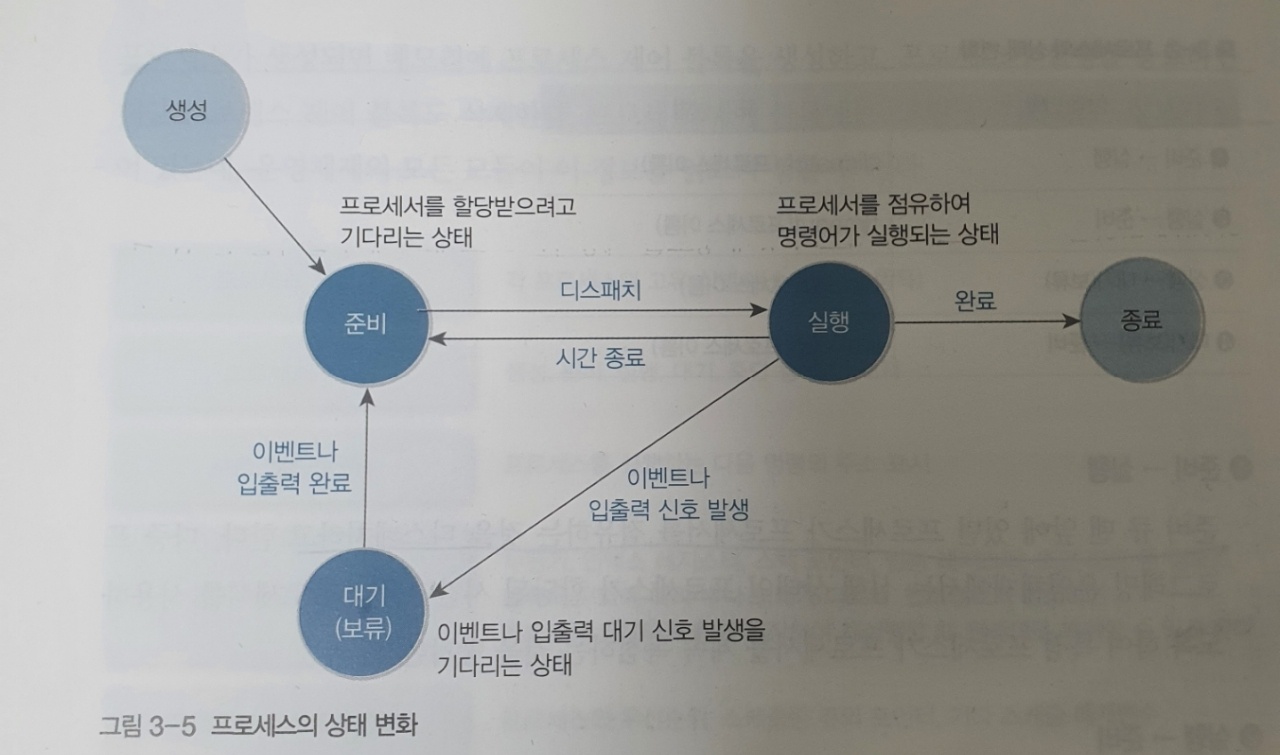 생성
프로세서를 할당받으려고
기다리는 상태
프로세서를 점유하여
명령어가 실행되는 상태
준비
디스패치
시간 종료
실행
완료
종료
이벤트나
입출력 완료
이벤트나
입출력 신호 발생
대기
(보류)
이벤트나 입출력 대기 신호 발생을
기다리는 상태
그림 3-5 프로세스의 상태 변화